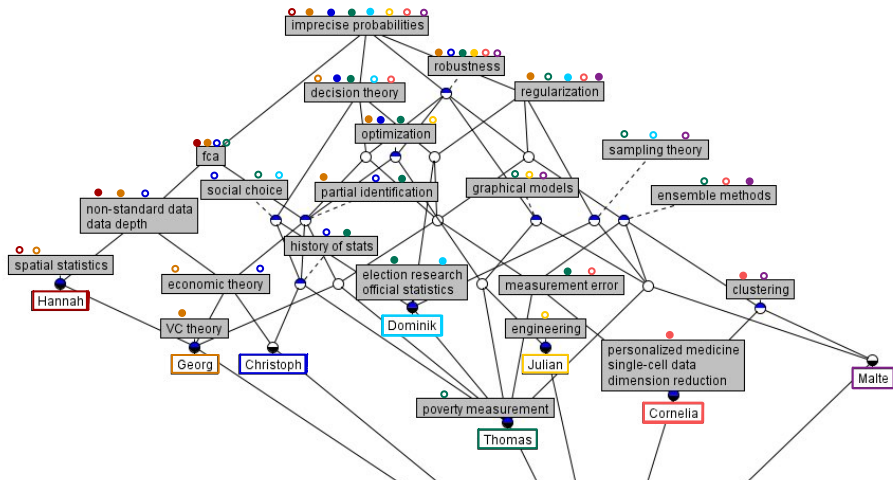 imprecise probabilities
robustness
decision theory
regularization
optimization
sampling theory
fca
social choice
partial identification
graphical models
ensemble methods
non-standard data
data depth
history of stats
spatial statistics
economic theory
election research
official statistics
measurement error
clustering
Hannah
VC theory
Dominik
engineering
personalized medicine
single-cell data
dimension reduction
Georg
Christoph
Julian
Malte
poverty measurement
Cornelia
Thomas